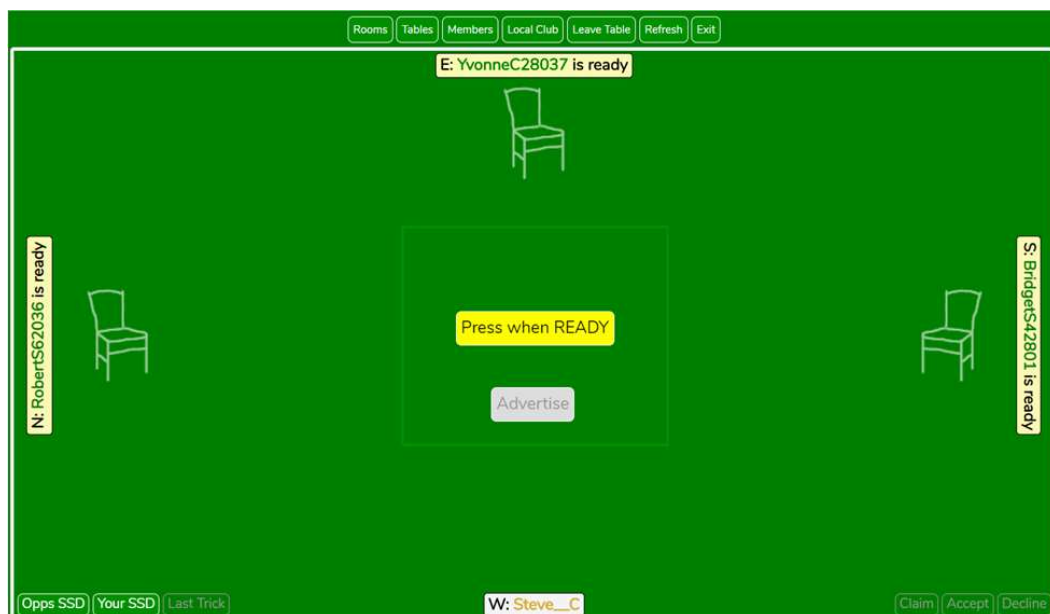 Rooms Tables Members Local Club Leave Table Refresh Exit
E: YvonneC28037 is ready
N: RobertS62036 is ready
S: BridgetS42801 is ready
Press when READY
Advertise
Opps SSD Your SSD Last Trick
W: Steve__C
Claim Accept Decline